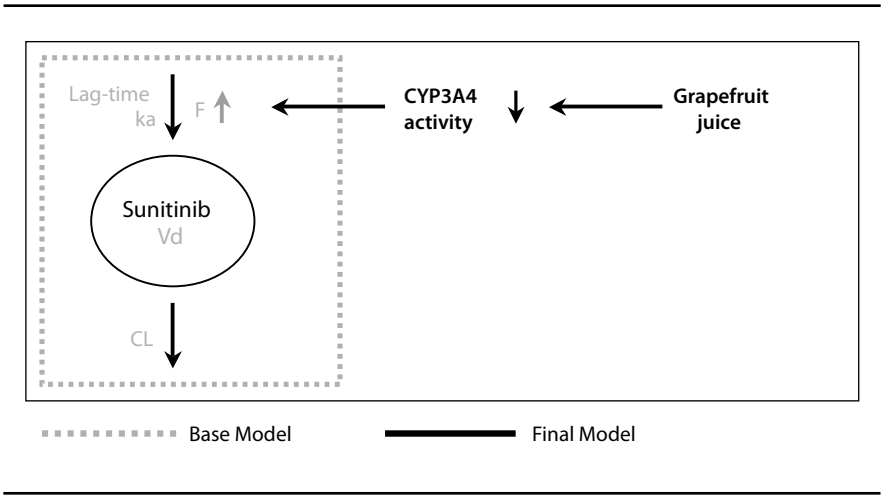 Lag-time
ka
F
CYP3A4
activity
Grapefruit
juice
Sunitinib
Vd
CL
Base Model
Final Model